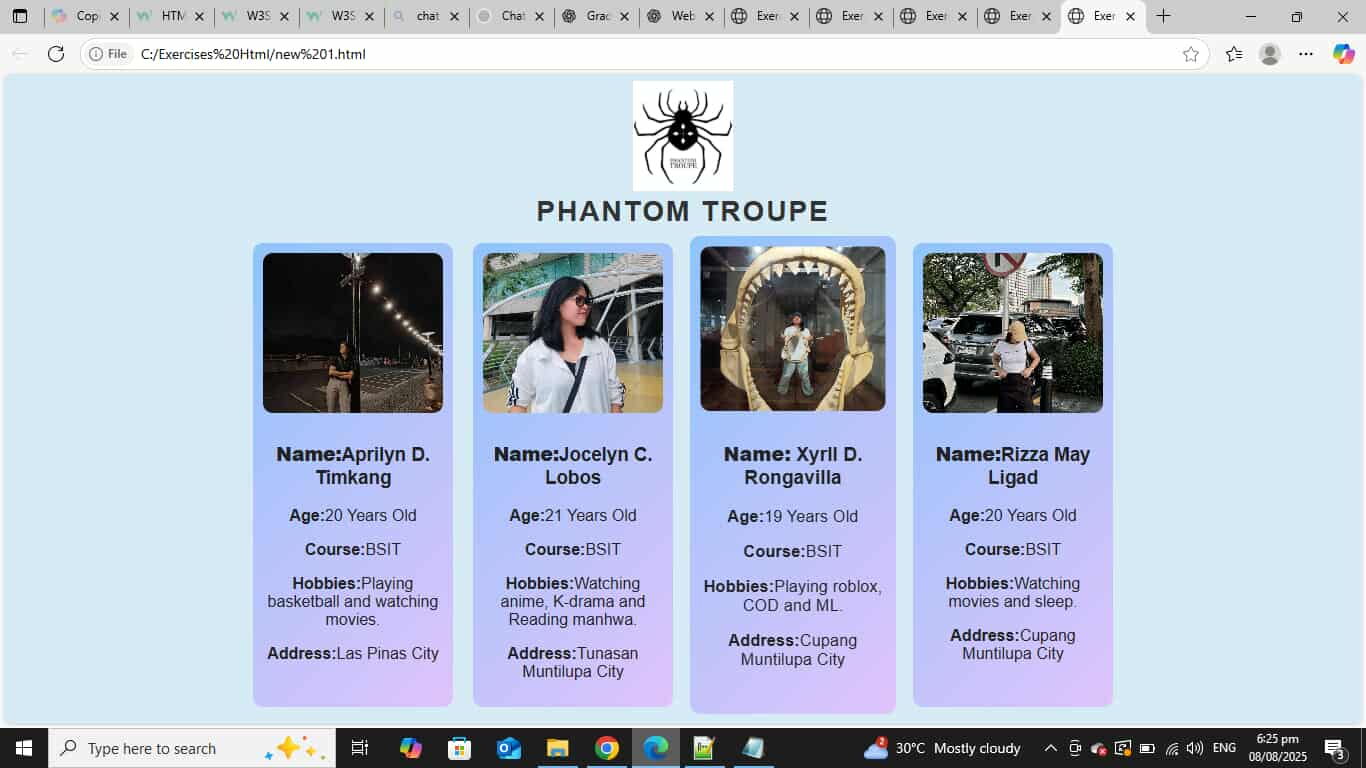 Cop
HTM
W3S
W3S
chat
Chat
Grac
Web
Exer
Exer
Exer
Exer
Exer
File
C:/Exercises%20Html/new%201.html
PHANTOM
TROUPE
PHANTOM TROUPE
Name:Aprilyn D.
Timkang
Age:20 Years Old
Course:BSIT
Hobbies:Playing
basketball and watching
movies.
Address:Las Pinas City
Name:Jocelyn C.
Lobos
Age:21 Years Old
Course:BSIT
Hobbies:Watching
anime, K-drama and
Reading manhwa.
Address:Tunasan
Muntilupa City
Name: Xyrll D.
Rongavilla
Age:19 Years Old
Course:BSIT
Hobbies:Playing roblox,
COD and ML.
Address:Cupang
Muntilupa City
Name:Rizza May
Ligad
Age:20 Years Old
Course:BSIT
Hobbies:Watching
movies and sleep.
Address:Cupang
Muntilupa City
Type here to search
2
30°C Mostly cloudy
ENG
6:25 pm
08/08/2025
3